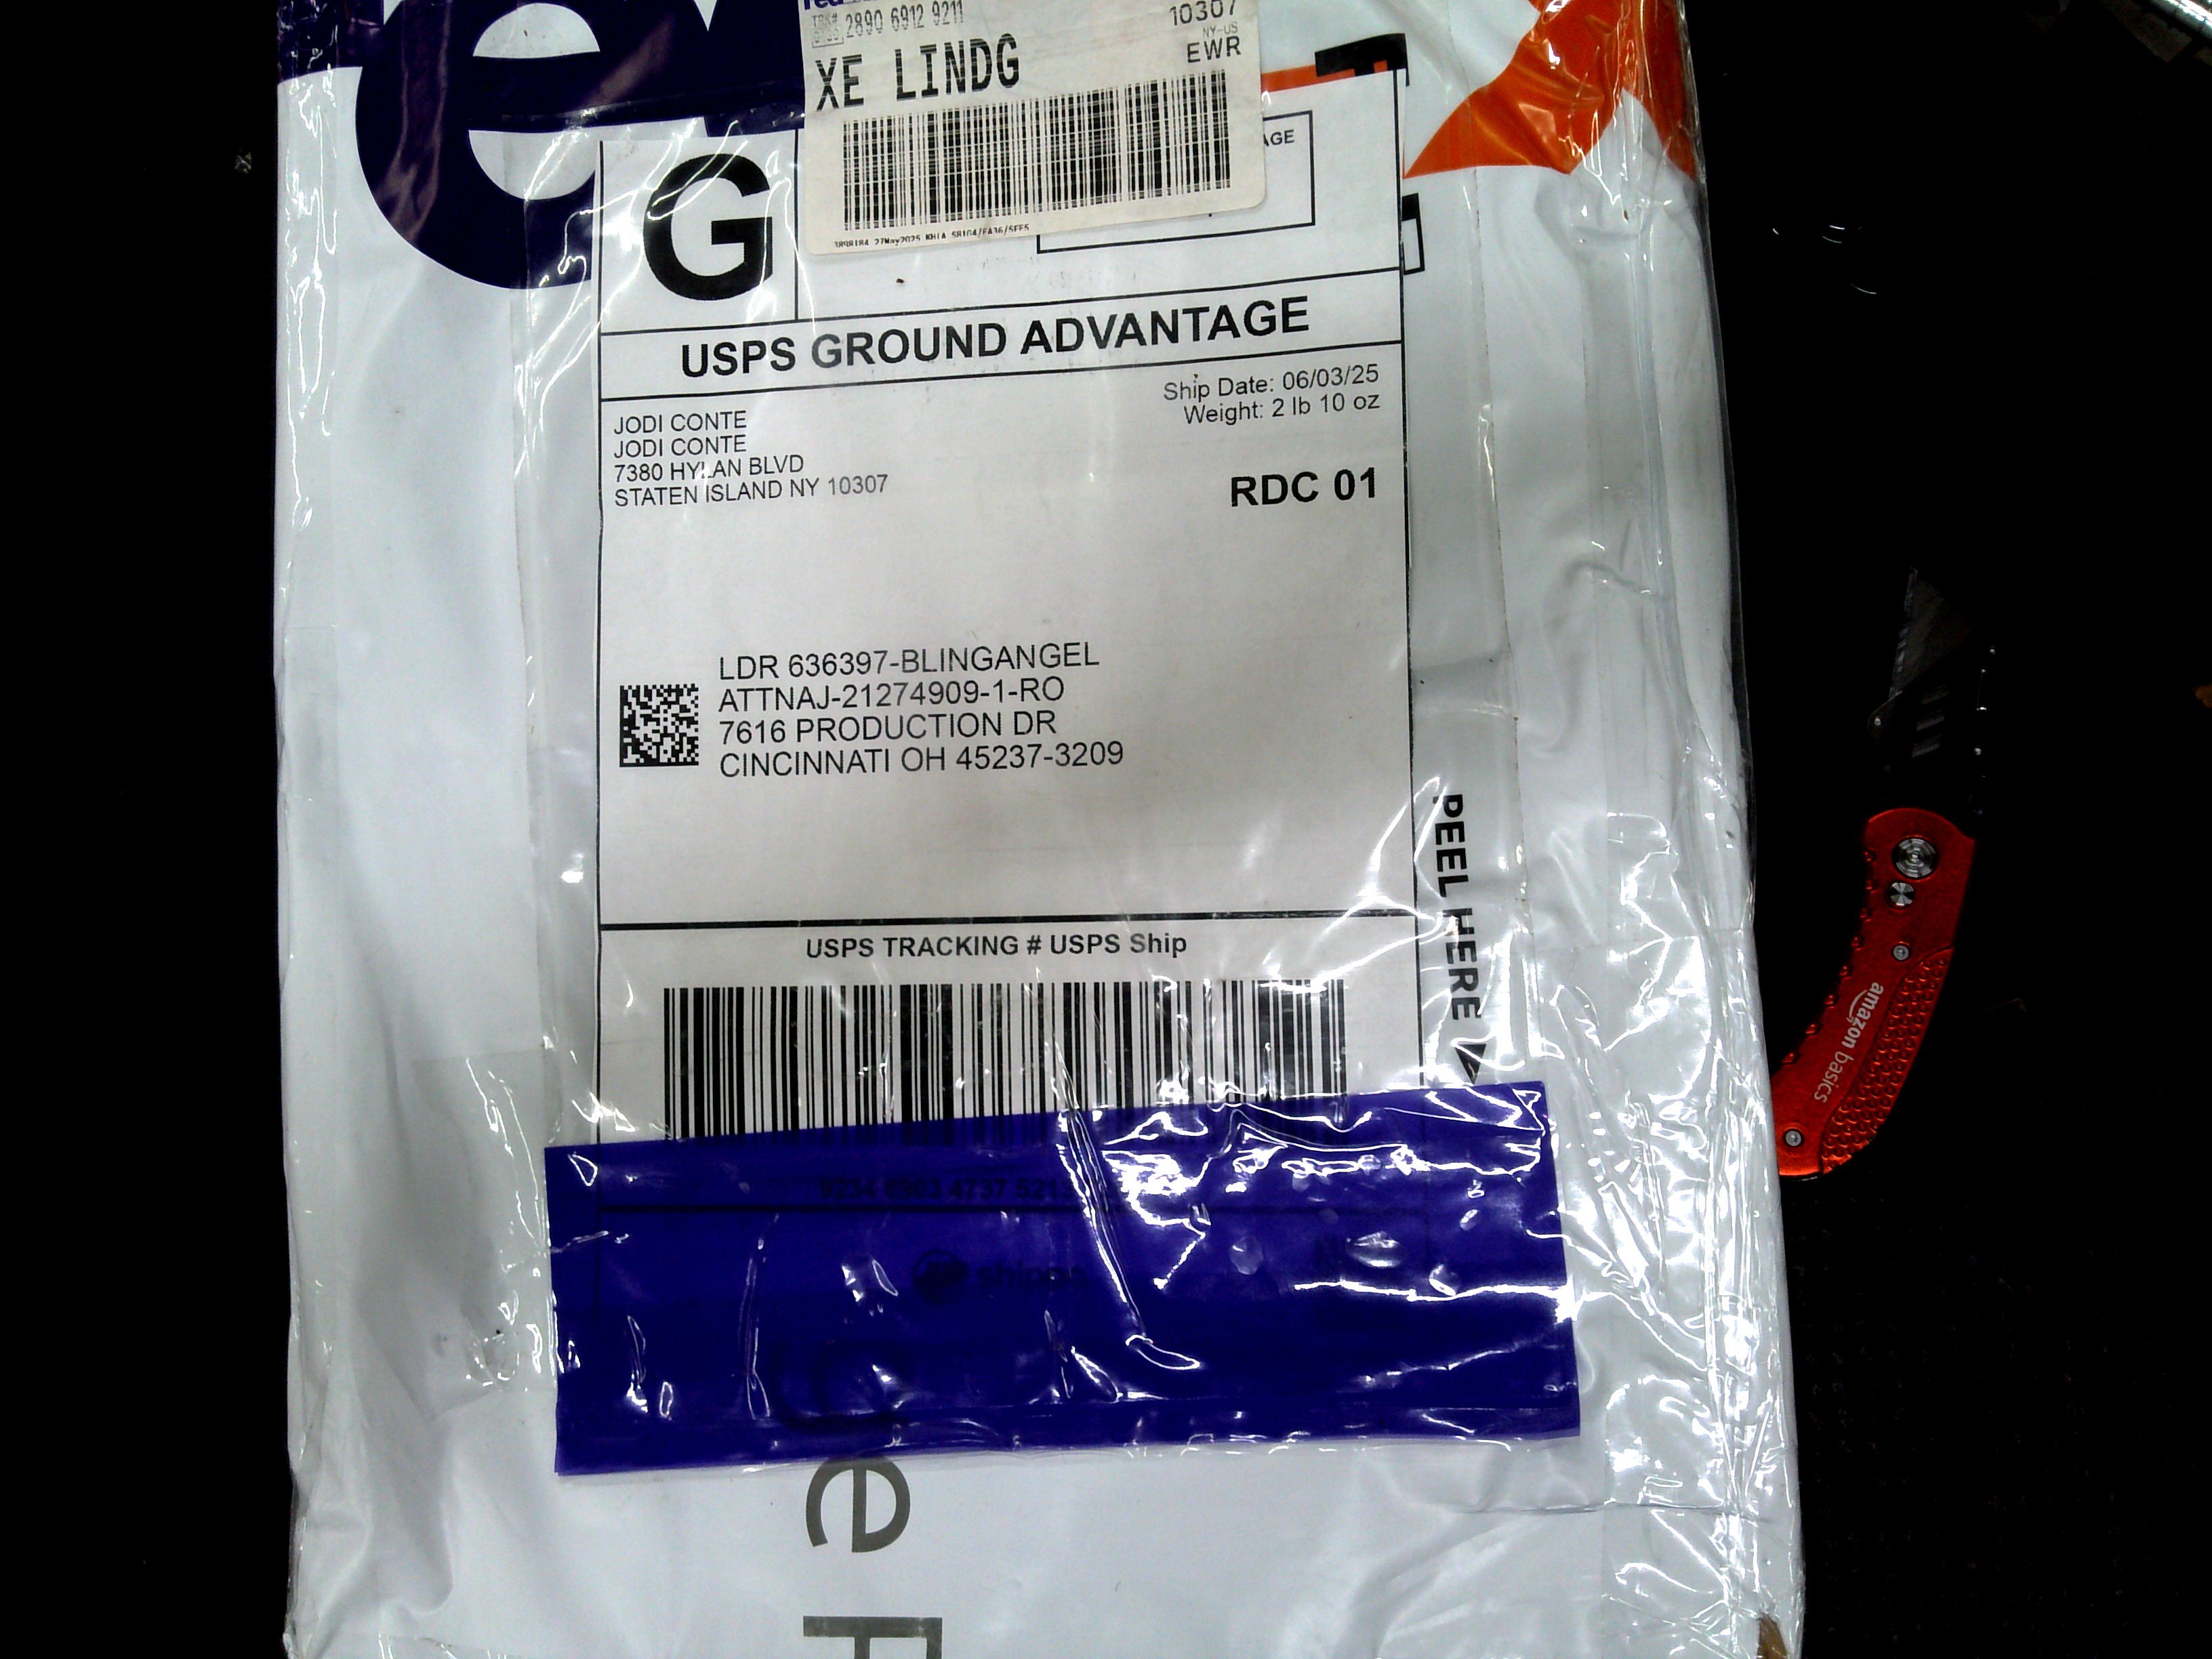 TRK# 2890 6912 9211
10307
NY-US
EWR
XE LINDG
AGE
G
USPS GROUND ADVANTAGE
Ship Date: 06/03/25
Weight: 2 lb 10 oz
JODI CONTE
JODI CONTE
7380 HYLAN BLVD
STATEN ISLAND NY 10307
RDC 01
LDR 636397-BLINGANGEL
ATTNAJ-21274909-1-RO
7616 PRODUCTION DR
CINCINNATI OH 45237-3209
PEEL HERE
USPS TRACKING # USPS Ship
amazon basics